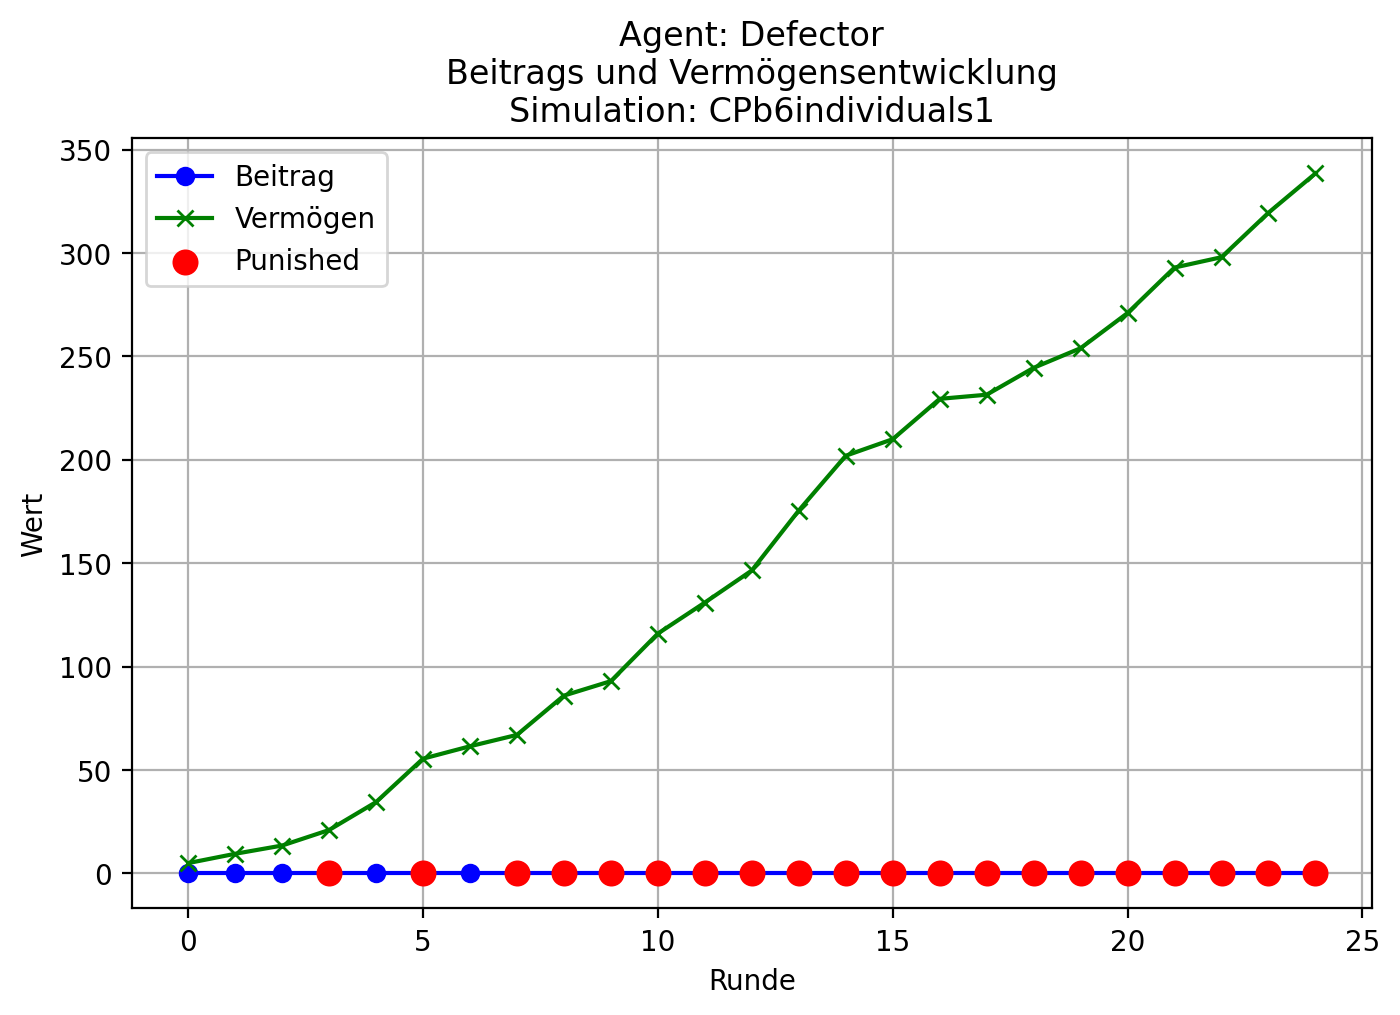 Agent: Defector
Beitrags und Vermögensentwicklung
Simulation: CPb6individuals1
350
300
250
200
150
100
50
0
Wert
Beitrag
Vermögen
Punished
0 5 10 15 20 25
Runde